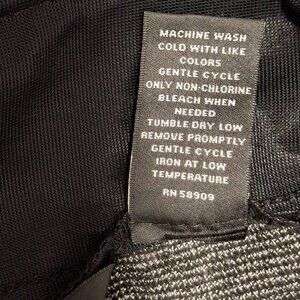 MACHINE WASH
COLD WITH LIKE
COLORS
GENTLE CYCLE
ONLY NON-CHLORINE
BLEACH WHEN
NEEDED
TUMBLE DRY LOW
REMOVE PROMPTLY
GENTLE CYCLE
IRON AT LOW
TEMPERATURE
RN 58909